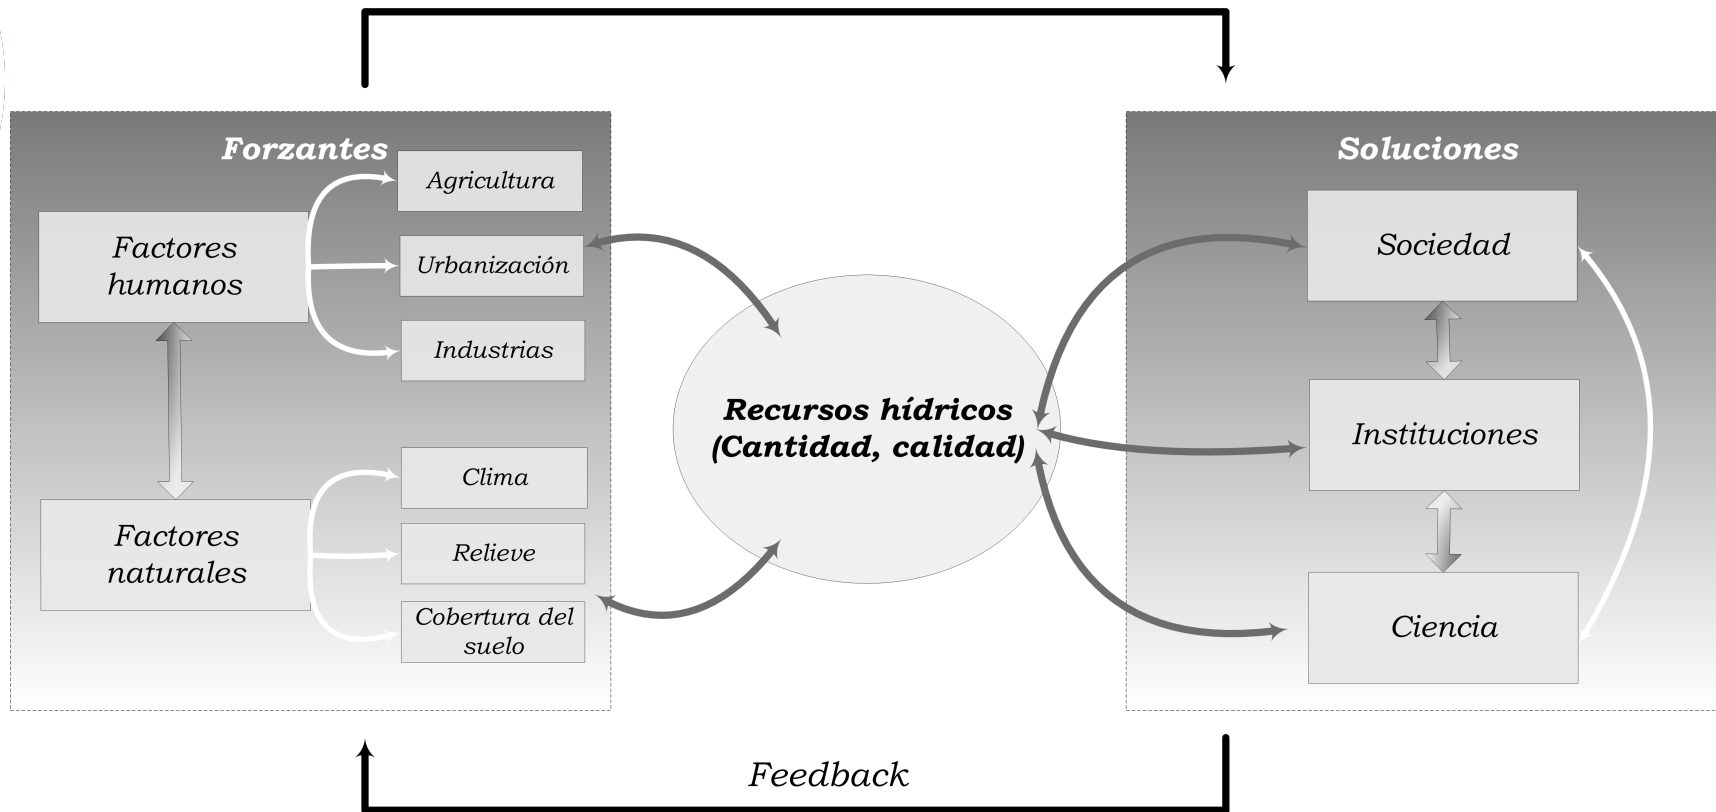 Forzantes
Agricultura
Factores
humanos
Urbanización
Industrias
Clima
Factores
naturales
Relieve
Cobertura del
suelo
Recursos hídricos
(Cantidad, calidad)
Soluciones
Sociedad
Instituciones
Ciencia
Feedback